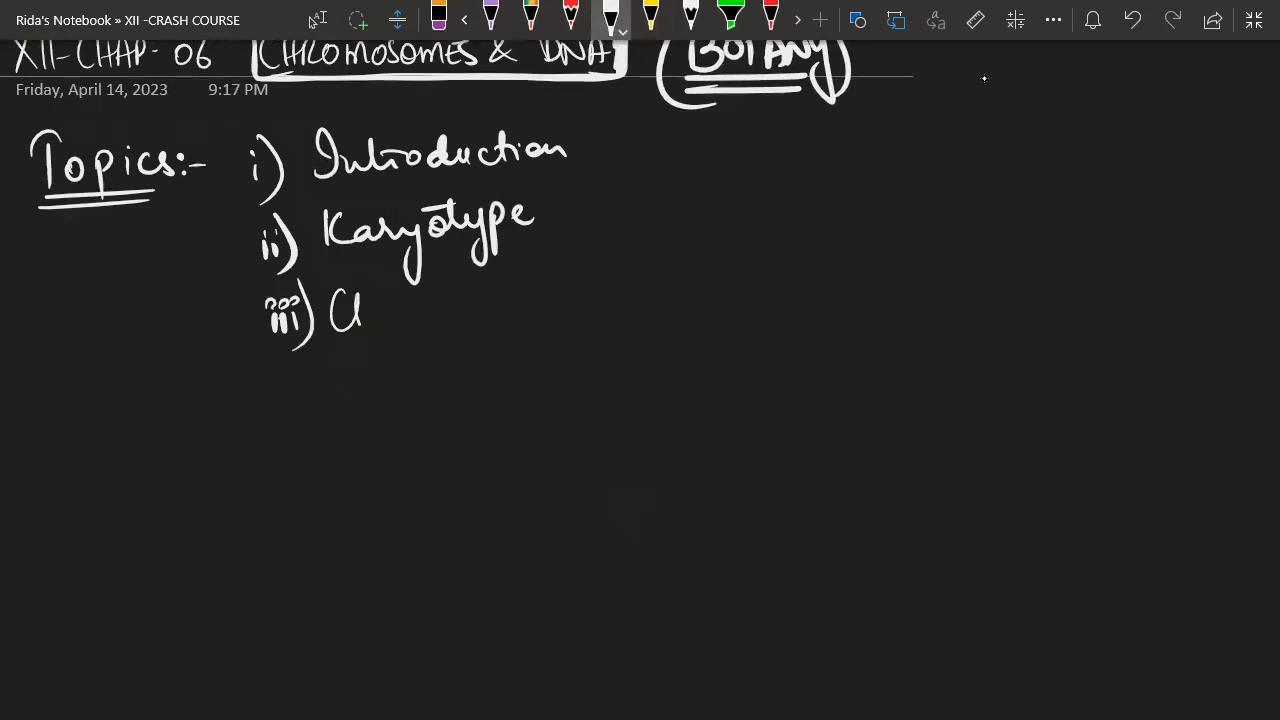 Rida's Notebook » XII -CRASH COURSE
XII-CHAP-06 CHROMOSOMES & DNA (BOTANY)
Friday, April 14, 2023 9:17 PM
Topics:- i) Introduction
ii) Karyotype
iii)